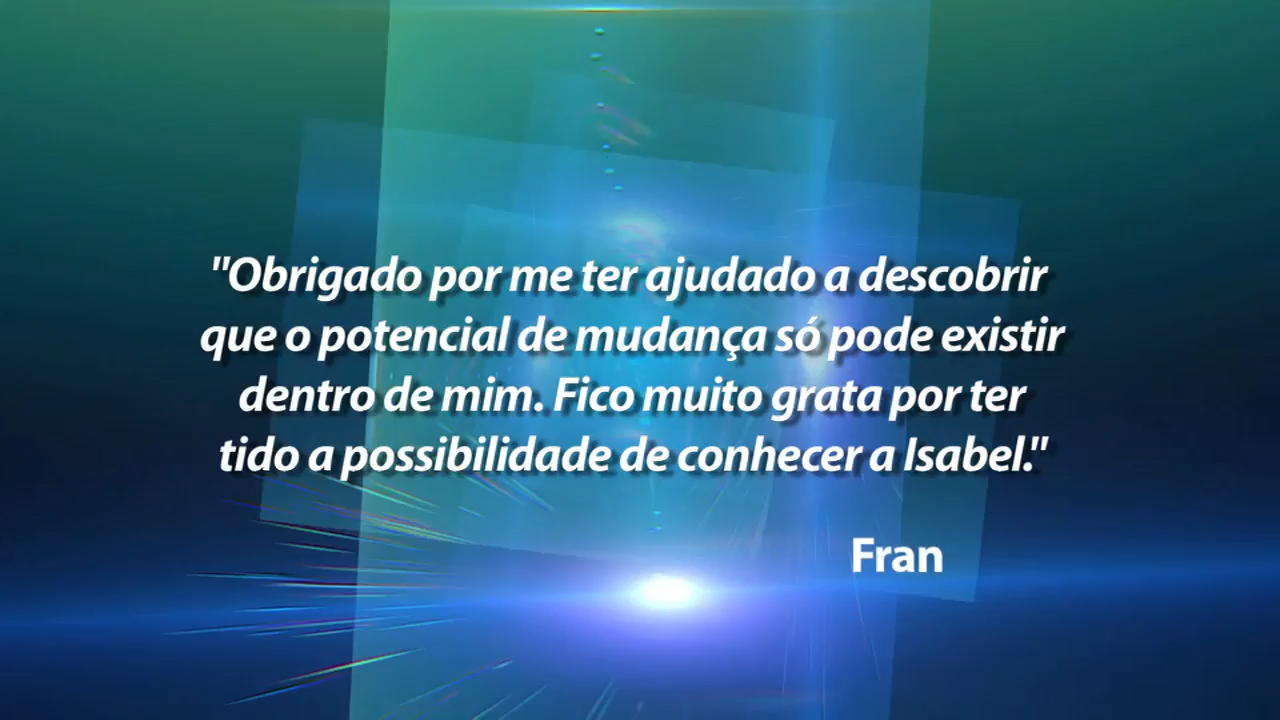 "Obrigado por me ter ajudado a descobrir
que o potencial de mudança só pode existir
dentro de mim. Fico muito grata por ter
tido a possibilidade de conhecer a Isabel."
Fran